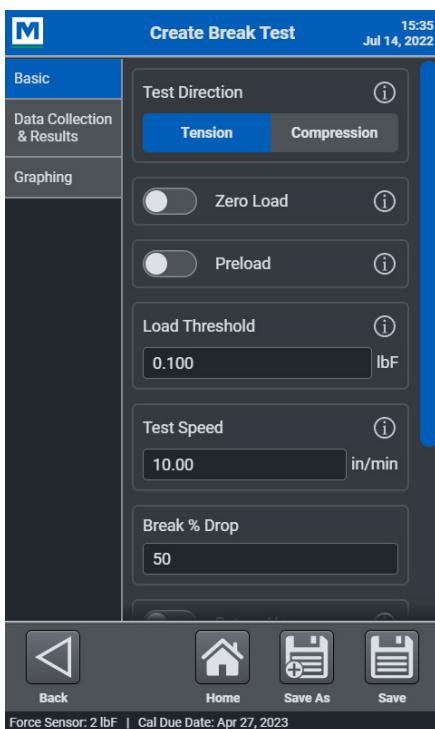 M
Create Break Test
15:35
Jul 14, 2022
Basic
Data Collection
& Results
Graphing
Test Direction
Tension
Compression
Zero Load
Preload
Load Threshold
0.100
lbF
Test Speed
10.00
in/min
Break % Drop
50
Back
Home
Save As
Save
Force Sensor: 2 lbF | Cal Due Date: Apr 27, 2023